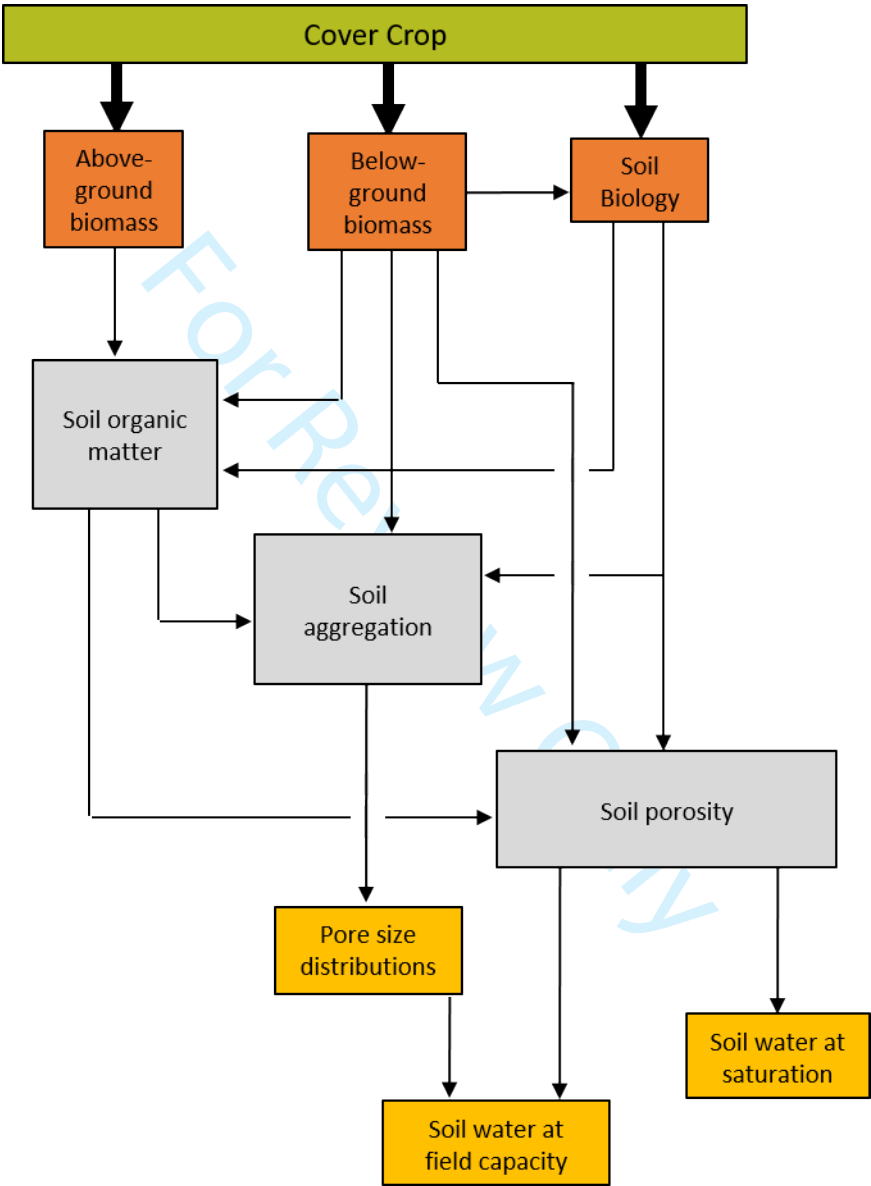 Cover Crop
Above-
ground
biomass
Below-
ground
biomass
Soil
Biology
Soil organic
matter
Soil
aggregation
Soil porosity
Pore size
distributions
Soil water at
saturation
Soil water at
field capacity
For Review Only